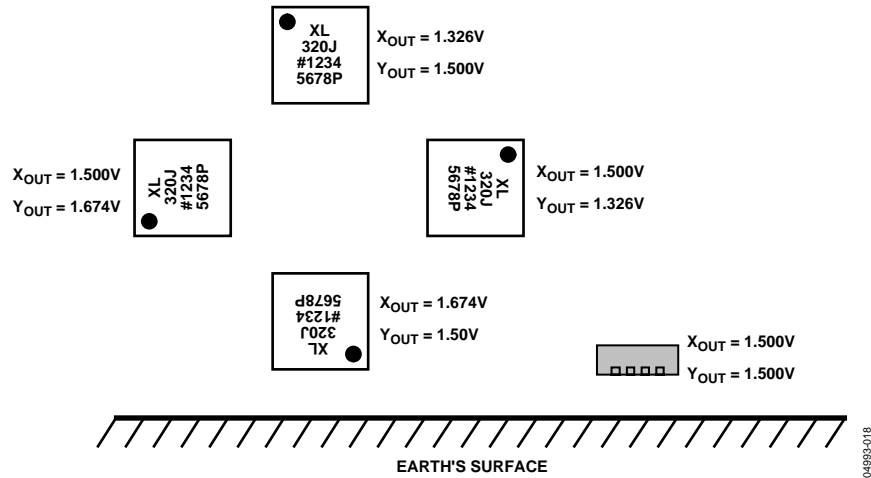 XL
320J
#1234
5678P
XOUT = 1.326V
YOUT = 1.500V
XOUT = 1.500V
YOUT = 1.674V
XL
320J
#1234
5678P
XL
320J
#1234
5678P
XOUT = 1.500V
YOUT = 1.326V
XL
320J
#1234
5678P
XOUT = 1.674V
YOUT = 1.50V
XOUT = 1.500V
YOUT = 1.500V
EARTH'S SURFACE
04993-018